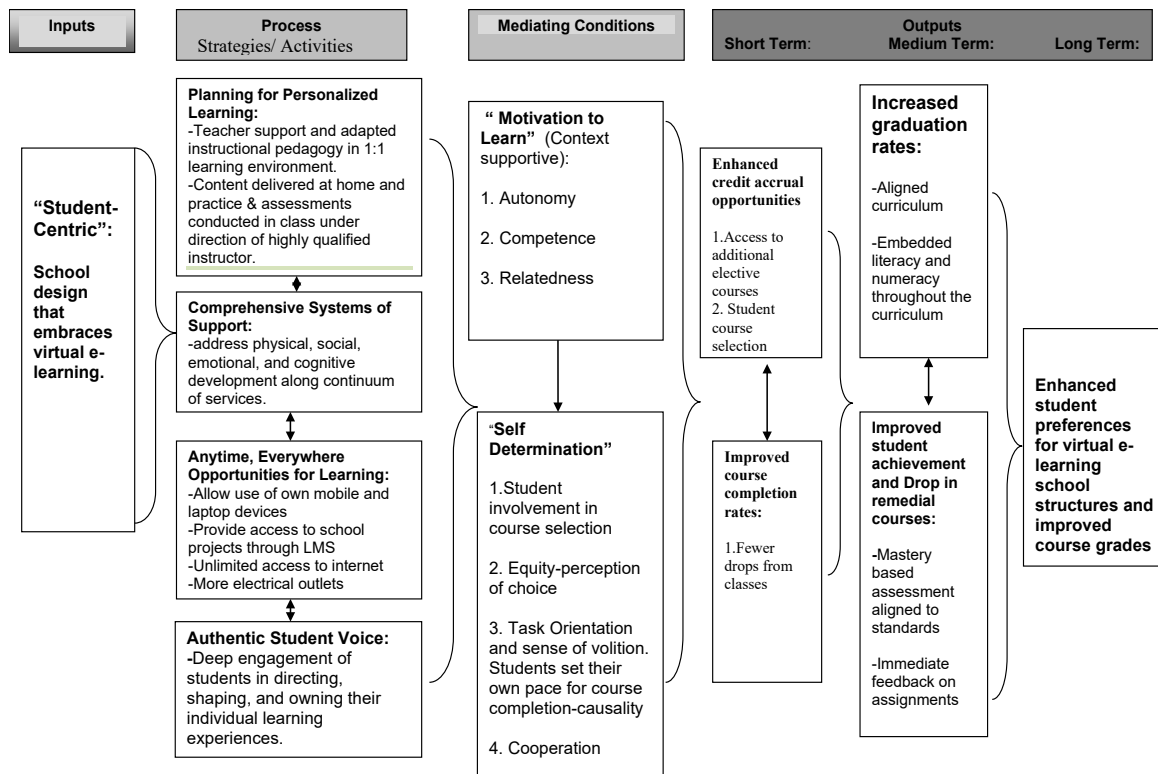 Inputs
Process
Strategies/ Activities
Mediating Conditions
Outputs
Short Term:
Medium Term:
Long Term:
“Student-
Centric”:
School
design
that
embraces
virtual e-
learning.
Planning for Personalized
Learning:
-Teacher support and adapted
instructional pedagogy in 1:1
learning environment.
-Content delivered at home and
practice & assessments
conducted in class under
direction of highly qualified
instructor.
Comprehensive Systems of
Support:
-address physical, social,
emotional, and cognitive
development along continuum
of services.
Anytime, Everywhere
Opportunities for Learning:
-Allow use of own mobile and
laptop devices
-Provide access to school
projects through LMS
-Unlimited access to internet
-More electrical outlets
Authentic Student Voice:
-Deep engagement of
students in directing,
shaping, and owning their
individual learning
experiences.
“ Motivation to
Learn” (Context
supportive):
1. Autonomy
2. Competence
3. Relatedness
“Self
Determination”
1.Student
involvement in
course selection
2. Equity-perception
of choice
3. Task Orientation
and sense of volition.
Students set their
own pace for course
completion-causality
4. Cooperation
Enhanced
credit accrual
opportunities
1.Access to
additional
elective
courses
2. Student
course
selection
Improved
course
completion
rates:
1.Fewer
drops from
classes
Increased
graduation
rates:
-Aligned
curriculum
-Embedded
literacy and
numeracy
throughout the
curriculum
Improved
student
achievement
and Drop in
remedial
courses:
-Mastery
based
assessment
aligned to
standards
-Immediate
feedback on
assignments
Enhanced
student
preferences
for virtual e-
learning
school
structures and
improved
course grades